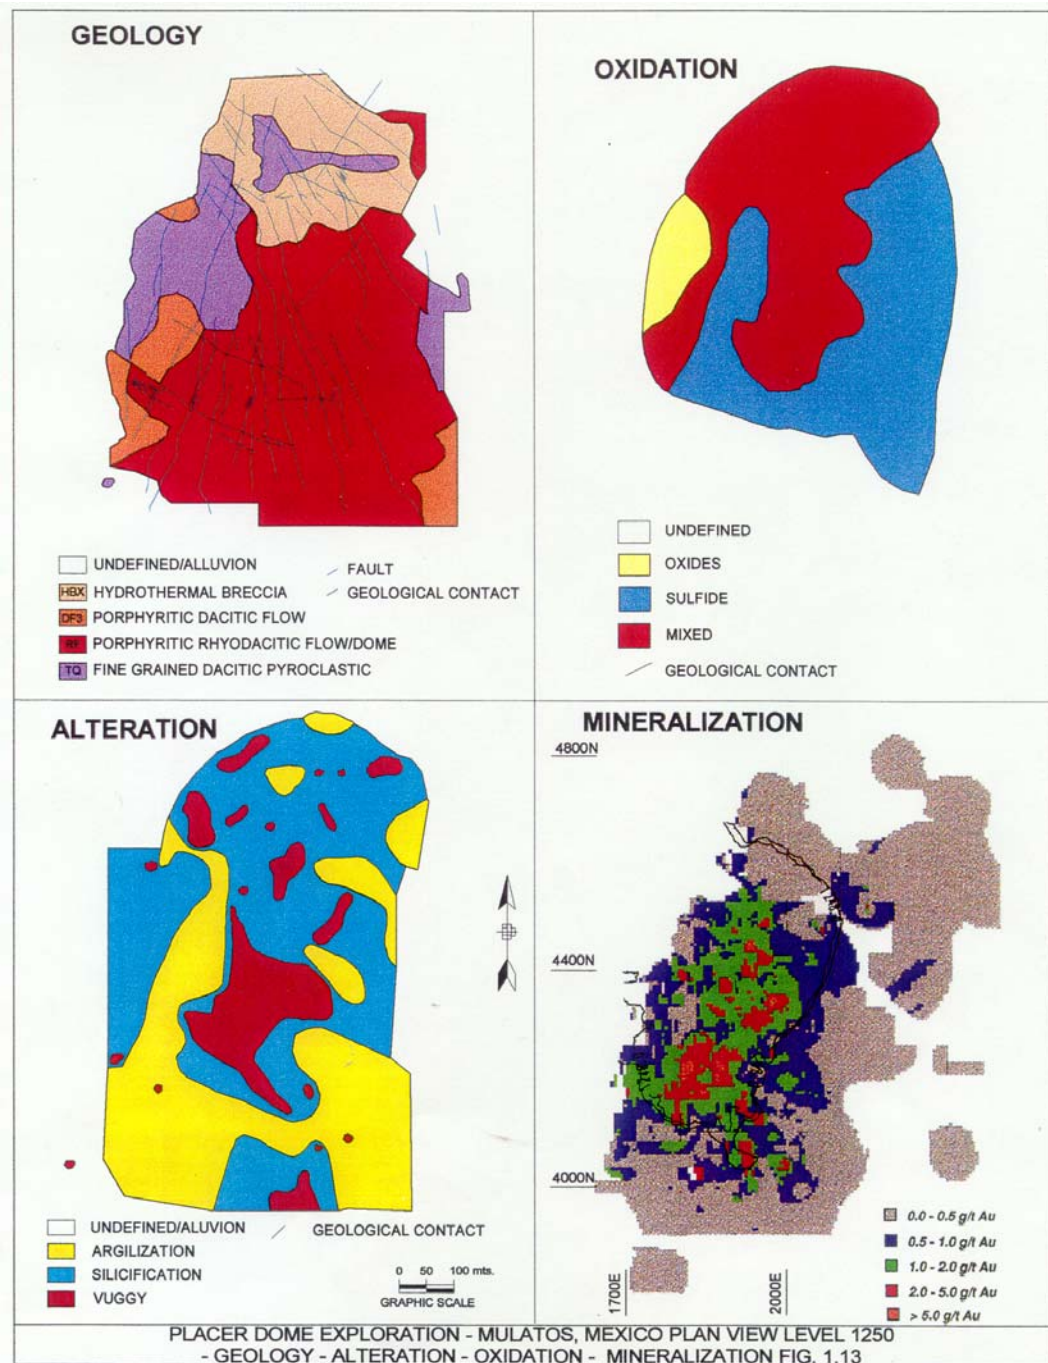 GEOLOGY
UNDEFINED/ALLUVION
FAULT
HBX HYDROTHERMAL BRECCIA
GEOLOGICAL CONTACT
DF3 PORPHYRITIC DACITIC FLOW
RF PORPHYRITIC RHYODACITIC FLOW/DOME
TQ FINE GRAINED DACITIC PYROCLASTIC
OXIDATION
UNDEFINED
OXIDES
SULFIDE
MIXED
GEOLOGICAL CONTACT
ALTERATION
UNDEFINED/ALUVION
GEOLOGICAL CONTACT
ARGILIZATION
SILICIFICATION
VUGGY
0 50 100 mts.
GRAPHIC SCALE
MINERALIZATION
4800N
4400N
4000N
1700E
2000E
0.0 - 0.5 g/t Au
0.5 - 1.0 g/t Au
1.0 - 2.0 g/t Au
2.0 - 5.0 g/t Au
> 5.0 g/t Au
PLACER DOME EXPLORATION - MULATOS, MEXICO PLAN VIEW LEVEL 1250
- GEOLOGY - ALTERATION - OXIDATION - MINERALIZATION FIG. 1.13